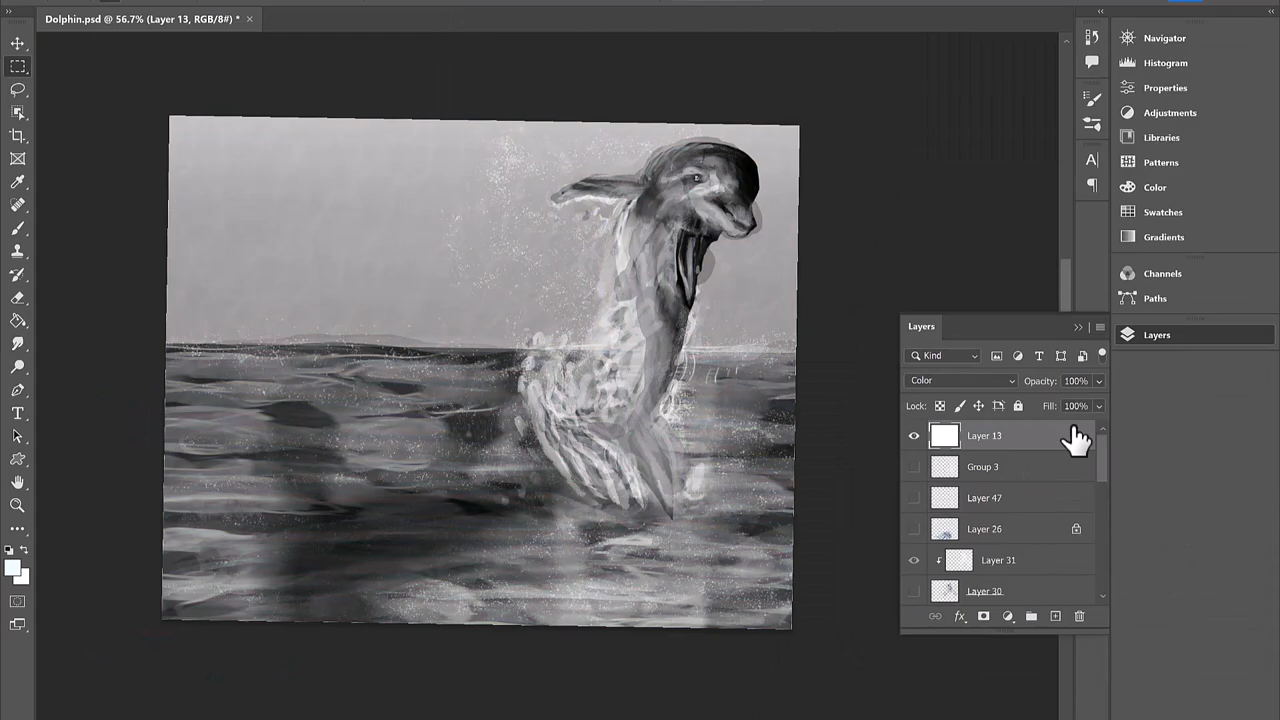 Dolphin.psd @ 56.7% (Layer 13, RGB/8#) *
Navigator
Histogram
Properties
Adjustments
Libraries
Patterns
Color
Swatches
Gradients
Channels
Paths
Layers
Layers
Kind
Color
Opacity: 100%
Lock:
Fill: 100%
Layer 13
Group 3
Layer 47
Layer 26
Layer 31
Layer 30